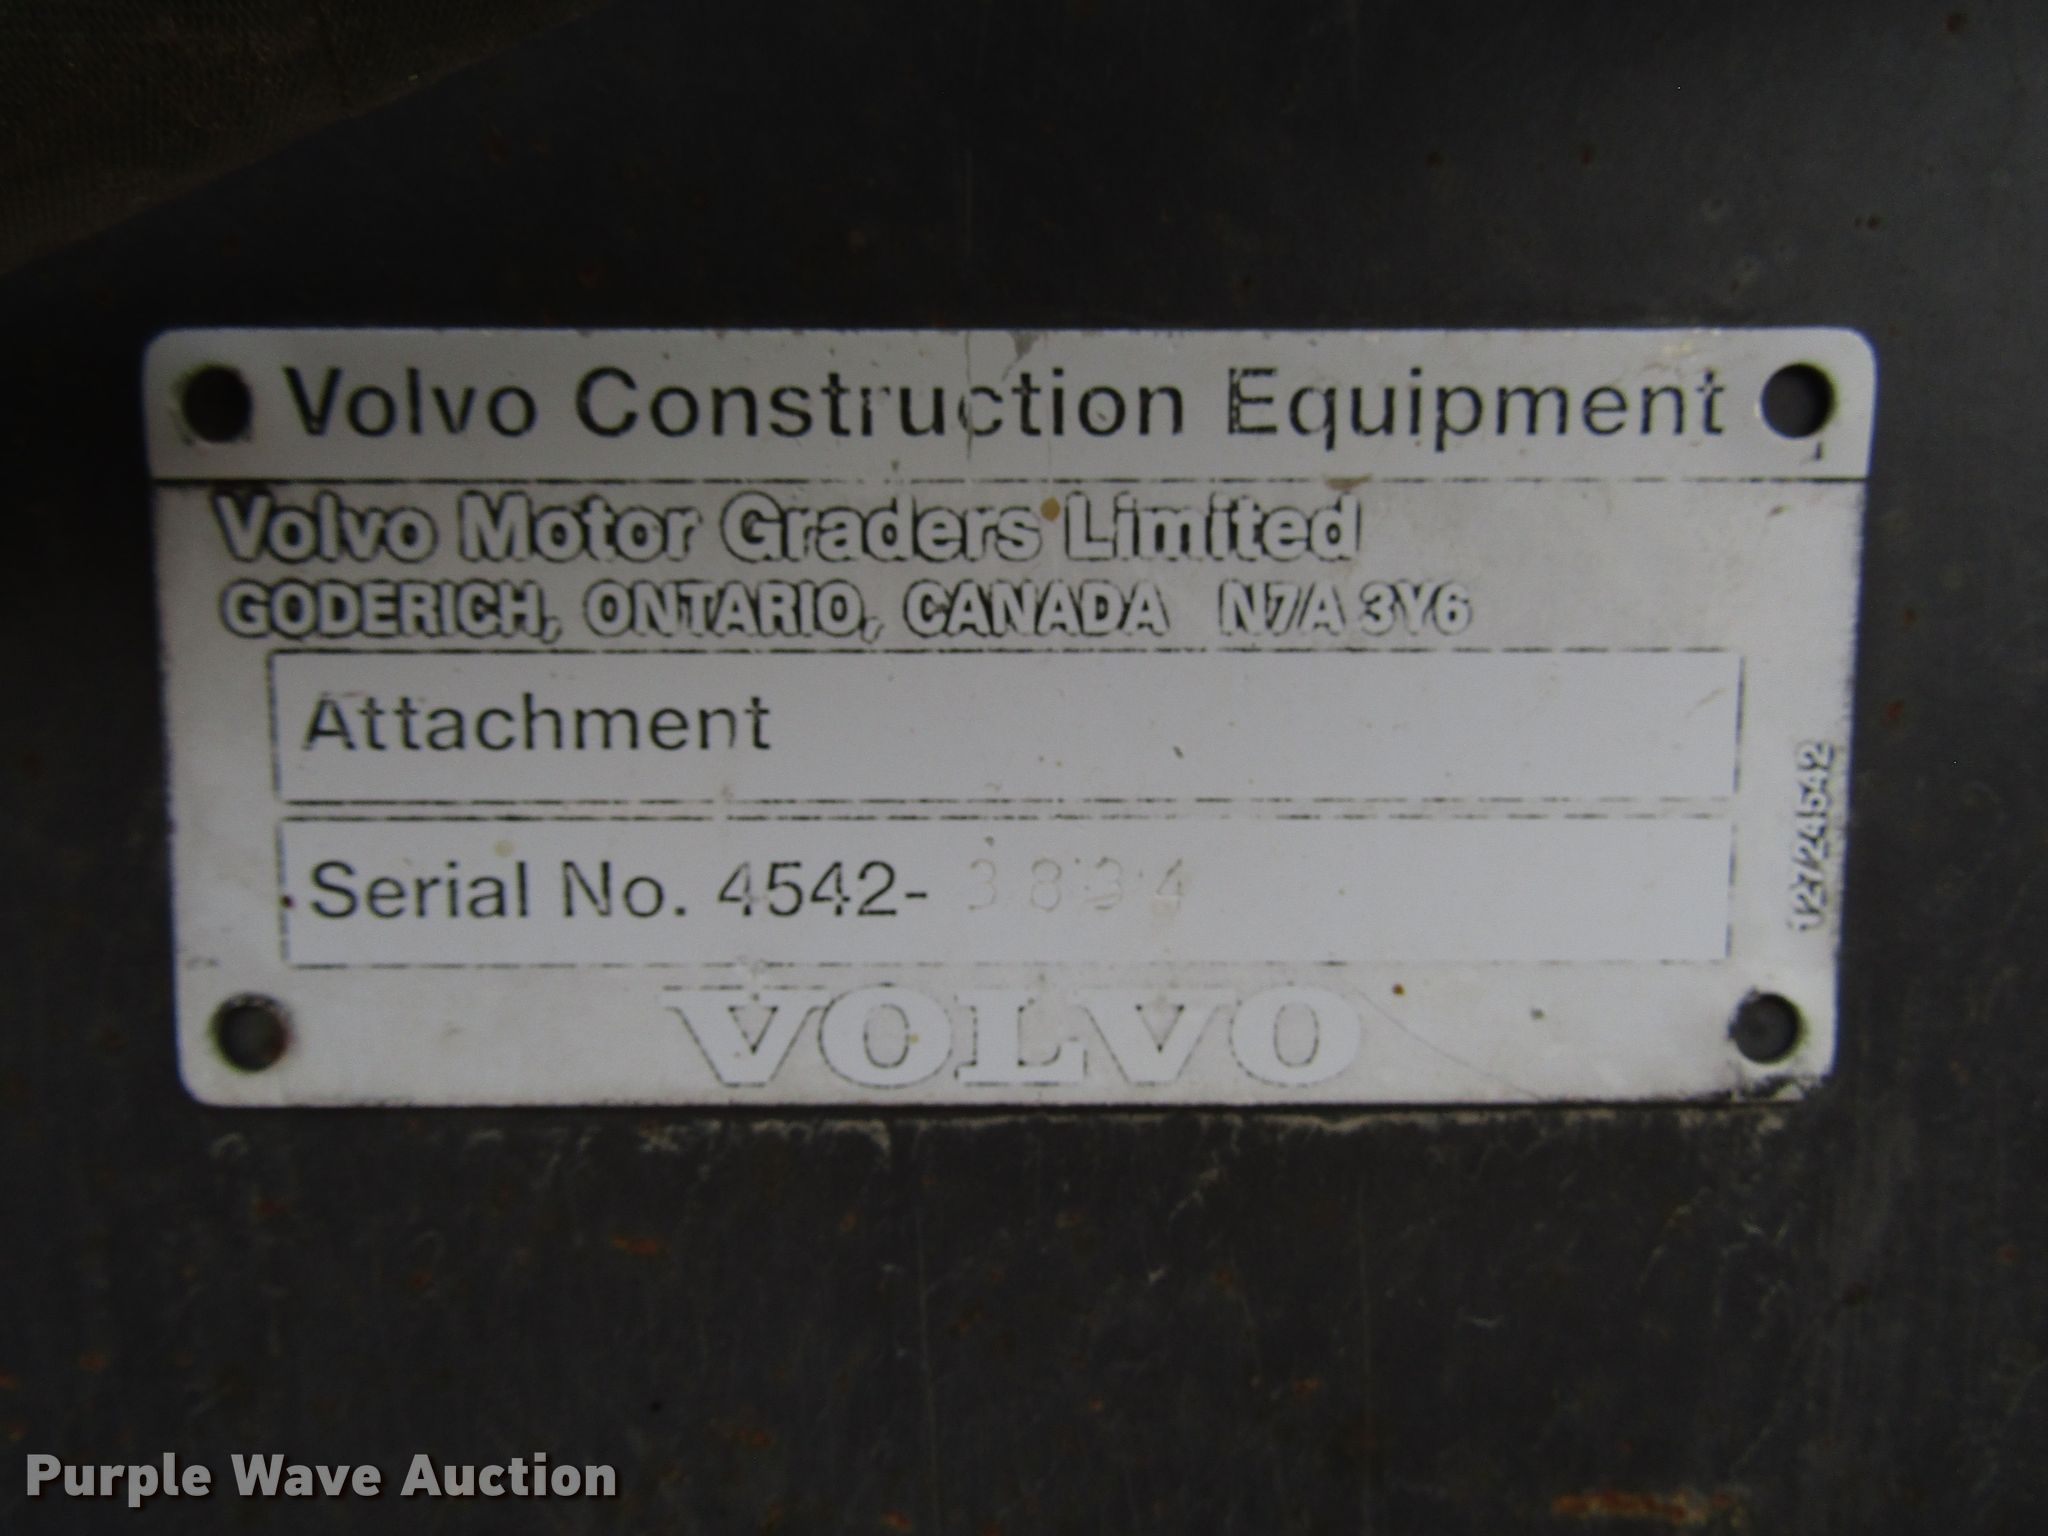 Volvo Construction Equipment
Volvo Motor Graders Limited
GODERICH, ONTARIO, CANADA N7A 3Y6
Attachment
Serial No. 4542-
VOLVO
Purple Wave Auction